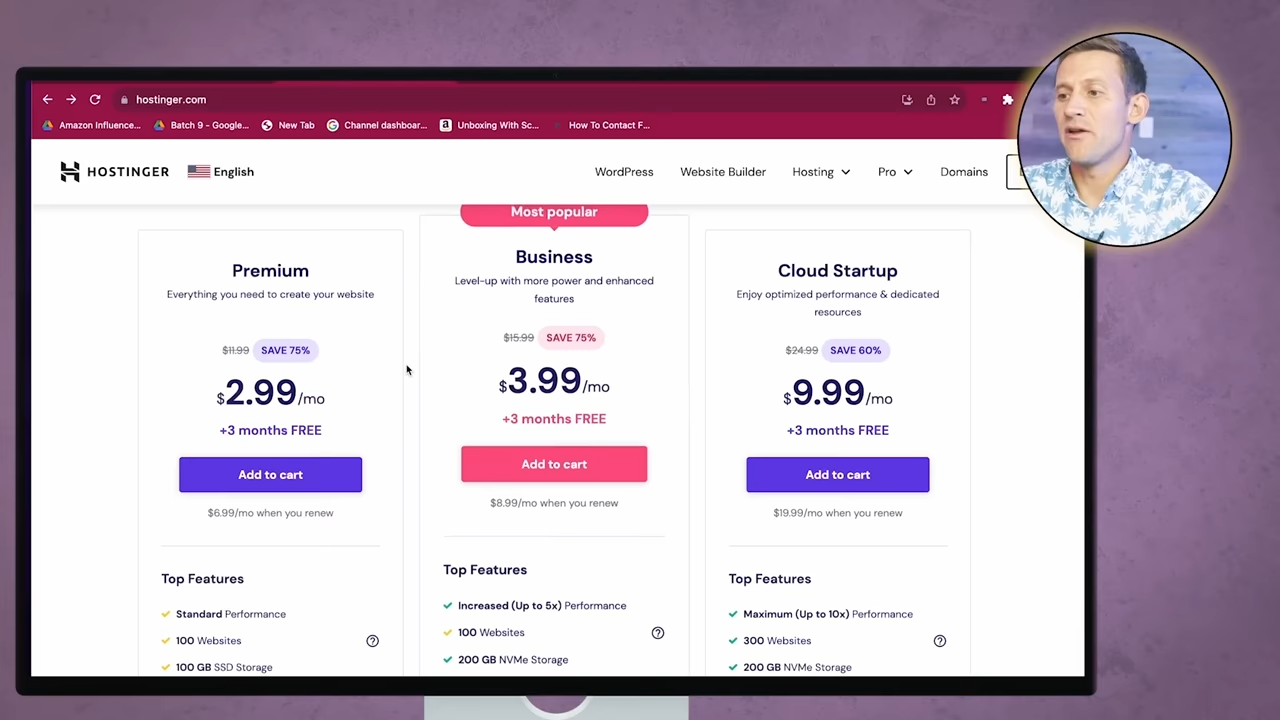 hostinger.com
Amazon Influence...
Batch 9 - Google...
New Tab
Channel dashboar...
Unboxing With Sc...
How To Contact F...
HOSTINGER
English
WordPress
Website Builder
Hosting
Pro
Domains
Premium
Everything you need to create your website
$11.99 SAVE 75%
$2.99/mo
+3 months FREE
Add to cart
$6.99/mo when you renew
Top Features
Standard Performance
100 Websites
100 GB SSD Storage
Most popular
Business
Level-up with more power and enhanced
features
$15.99 SAVE 75%
$3.99/mo
+3 months FREE
Add to cart
$8.99/mo when you renew
Top Features
Increased (Up to 5x) Performance
100 Websites
200 GB NVMe Storage
Cloud Startup
Enjoy optimized performance & dedicated
resources
$24.99 SAVE 60%
$9.99/mo
+3 months FREE
Add to cart
$19.99/mo when you renew
Top Features
Maximum (Up to 10x) Performance
300 Websites
200 GB NVMe Storage